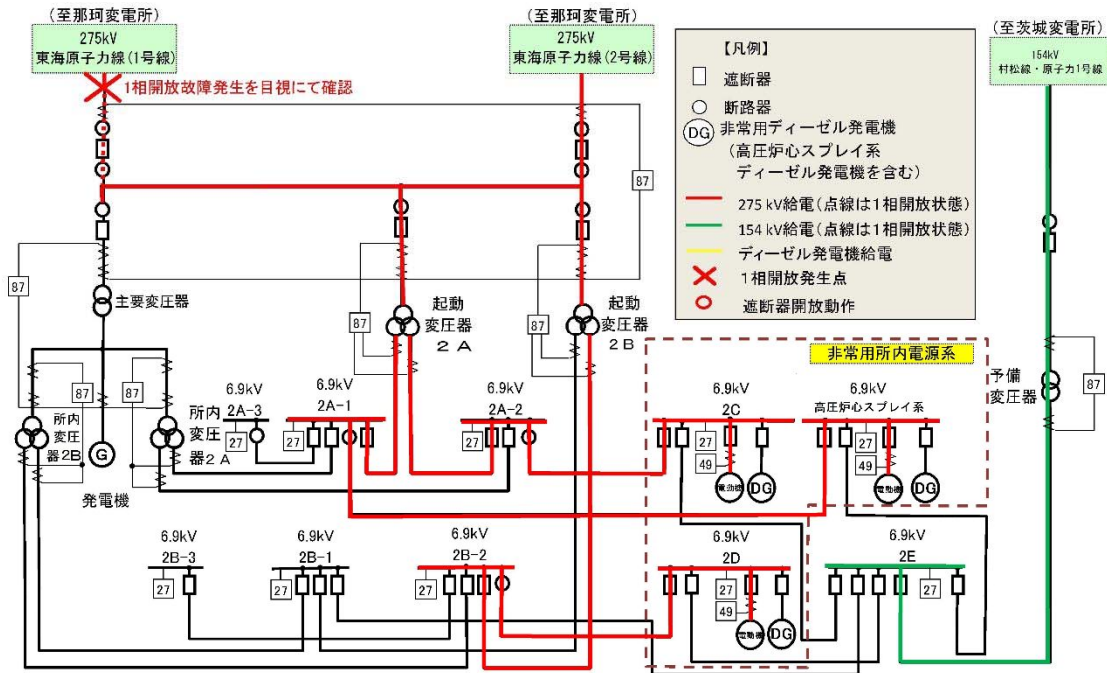 (至那珂変電所)
275kV
東海原子力線(1号線)
1相開放故障発生を目視にて確認
(至那珂変電所)
275kV
東海原子力線(2号線)
(至茨城変電所)
154kV
村松線・原子力1号線
【凡例】
遮断器
断路器
DG
非常用ディーゼル発電機
(高圧炉心スプレイ系
ディーゼル発電機を含む)
275 kV給電(点線は1相開放状態)
154 kV給電(点線は1相開放状態)
ディーゼル発電機給電
1相開放発生点
遮断器開放動作
87
87
主要変圧器
87
起動
変圧器
2A
87
起動
変圧器
2B
87
87
所内
変圧
器2B
G
発電機
所内
変圧
器2A
6.9kV
2A-3
27
6.9kV
2A-1
27
6.9kV
2A-2
27
非常用所内電源系
6.9kV
2C
27
49
電動機
DG
6.9kV
高圧炉心スプレイ系
27
49
電動機
DG
予備
変圧器
87
6.9kV
2B-3
27
6.9kV
2B-1
27
6.9kV
2B-2
27
6.9kV
2D
27
49
電動機
DG
6.9kV
2E
27